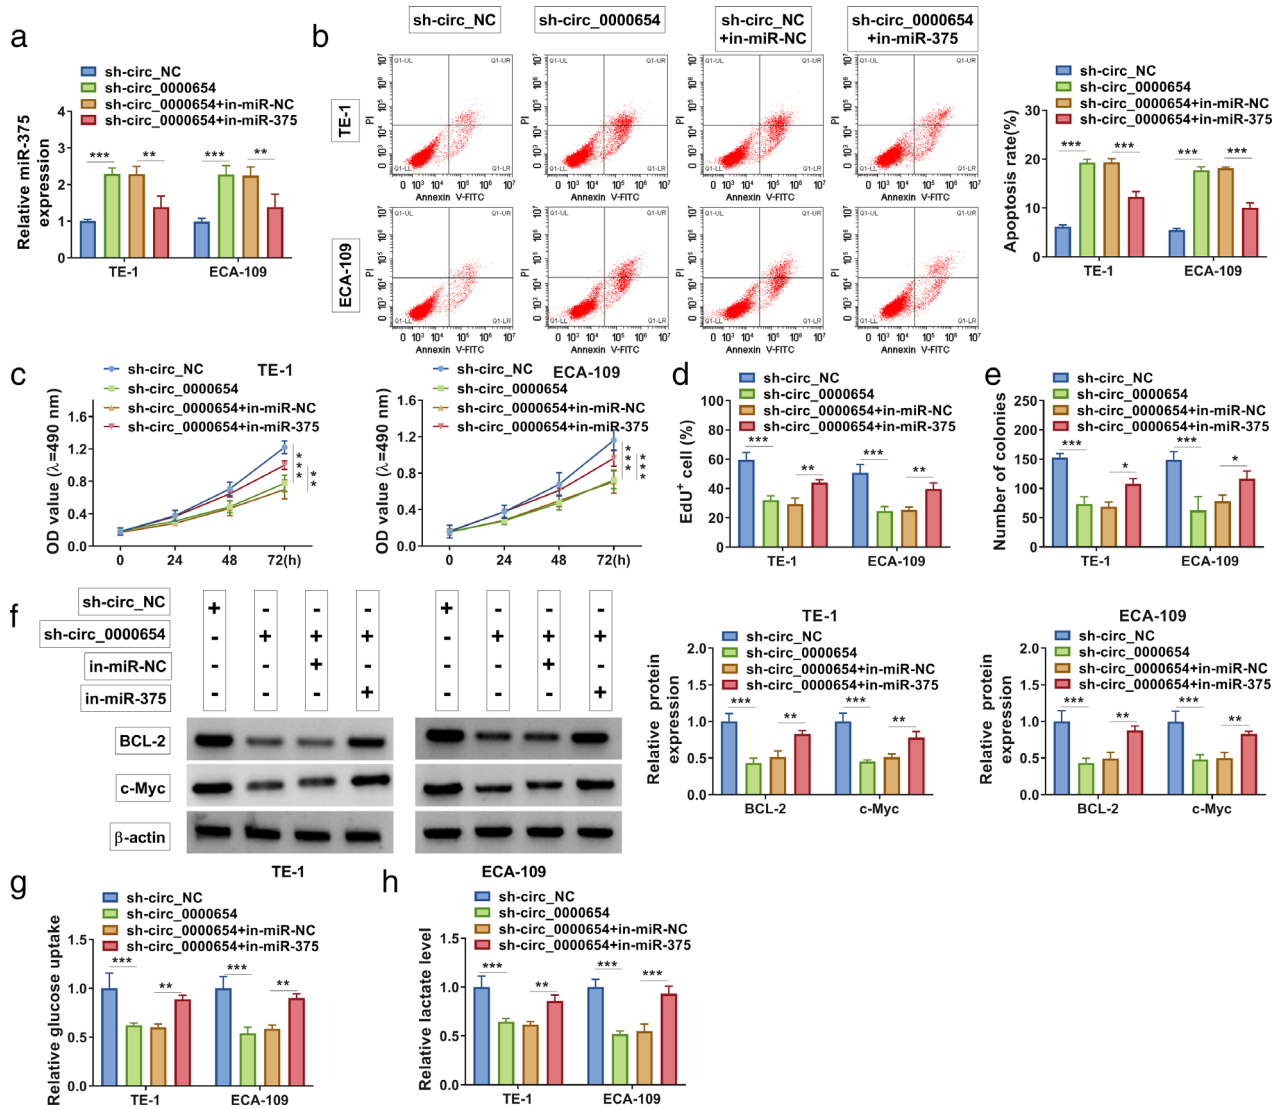 a
sh-circ_NC
sh-circ_0000654
sh-circ_0000654+in-miR-NC
sh-circ_0000654+in-miR-375
Relative miR-375
expression
4
3
2
1
0
***
**
***
**
TE-1
ECA-109
b
sh-circ_NC
sh-circ_0000654
sh-circ_NC
+in-miR-NC
sh-circ_0000654
+in-miR-375
TE-1
ECA-109
Q1-UL
Q1-UR
Q1-LL
Q1-LR
PI
Annexin V-FITC
0 10³ 10⁴ 10⁵ 10⁶ 10⁷
sh-circ_NC
sh-circ_0000654
sh-circ_0000654+in-miR-NC
sh-circ_0000654+in-miR-375
Apoptosis rate(%)
30
20
10
0
***
***
***
***
TE-1
ECA-109
c
TE-1
sh-circ_NC
sh-circ_0000654
sh-circ_0000654+in-miR-NC
sh-circ_0000654+in-miR-375
OD value (λ=490 nm)
1.6
1.2
0.8
0.4
0.0
0 24 48 72(h)
***
**
ECA-109
sh-circ_NC
sh-circ_0000654
sh-circ_0000654+in-miR-NC
sh-circ_0000654+in-miR-375
OD value (λ=490 nm)
1.6
1.2
0.8
0.4
0.0
0 24 48 72(h)
***
***
d
sh-circ_NC
sh-circ_0000654
sh-circ_0000654+in-miR-NC
sh-circ_0000654+in-miR-375
EdU⁺ cell (%)
100
80
60
40
20
0
***
**
***
**
TE-1
ECA-109
e
sh-circ_NC
sh-circ_0000654
sh-circ_0000654+in-miR-NC
sh-circ_0000654+in-miR-375
Number of colonies
250
200
150
100
50
0
***
*
***
*
TE-1
ECA-109
f
sh-circ_NC + - - - + - - -
sh-circ_0000654 - + + + - + + +
in-miR-NC - - + - - - + -
in-miR-375 - - - + - - - +
BCL-2
c-Myc
β-actin
TE-1
ECA-109
TE-1
sh-circ_NC
sh-circ_0000654
sh-circ_0000654+in-miR-NC
sh-circ_0000654+in-miR-375
Relative protein
expression
2.0
1.5
1.0
0.5
0.0
***
**
***
**
BCL-2
c-Myc
ECA-109
sh-circ_NC
sh-circ_0000654
sh-circ_0000654+in-miR-NC
sh-circ_0000654+in-miR-375
Relative protein
expression
2.0
1.5
1.0
0.5
0.0
***
**
***
**
BCL-2
c-Myc
g
sh-circ_NC
sh-circ_0000654
sh-circ_0000654+in-miR-NC
sh-circ_0000654+in-miR-375
Relative glucose uptake
1.5
1.0
0.5
0.0
***
**
***
**
TE-1
ECA-109
h
sh-circ_NC
sh-circ_0000654
sh-circ_0000654+in-miR-NC
sh-circ_0000654+in-miR-375
Relative lactate level
1.5
1.0
0.5
0.0
***
**
***
***
TE-1
ECA-109